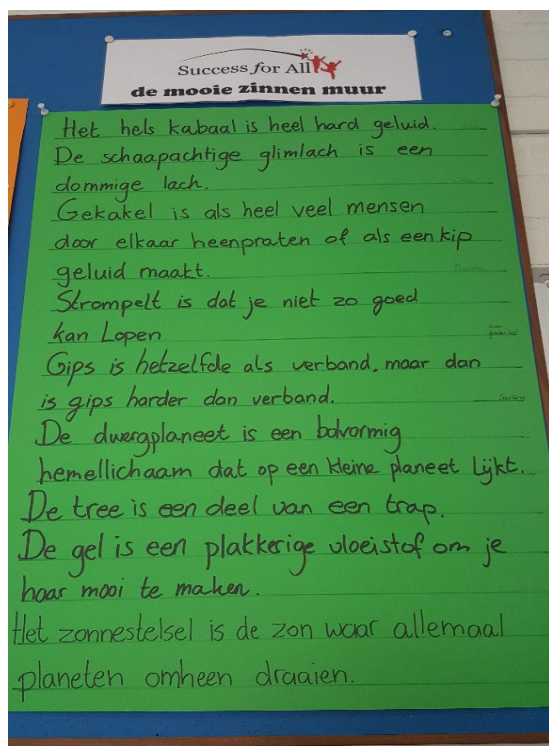 Success for All
de mooie zinnen muur
Het hels kabaal is heel hard geluid.
De schaapachtige glimlach is een
dommige lach.
Gekakel is als heel veel mensen
door elkaar heenpraten of als een kip
geluid maakt.
Strompelt is dat je niet zo goed
kan Lopen
Gips is hetzelfde als verband, maar dan
is gips harder dan verband.
De dwergplaneet is een bolvormig
hemellichaam dat op een kleine planeet lijkt.
De tree is een deel van een trap.
De gel is een plakkerige vloeistof om je
haar mooi te maken.
Het zonnestelsel is de zon waar allemaal
planeten omheen draaien.